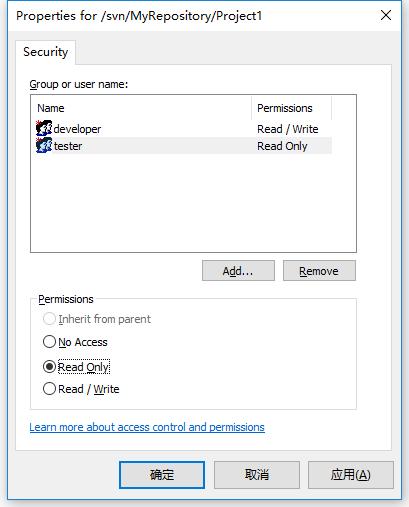 Properties for /svn/MyRepository/Project1
Security
Group or user name:
Name Permissions
developer Read / Write
tester Read Only
Add... Remove
Permissions
Inherit from parent
No Access
Read Only
Read / Write
Learn more about access control and permissions
确定 取消 应用(A)